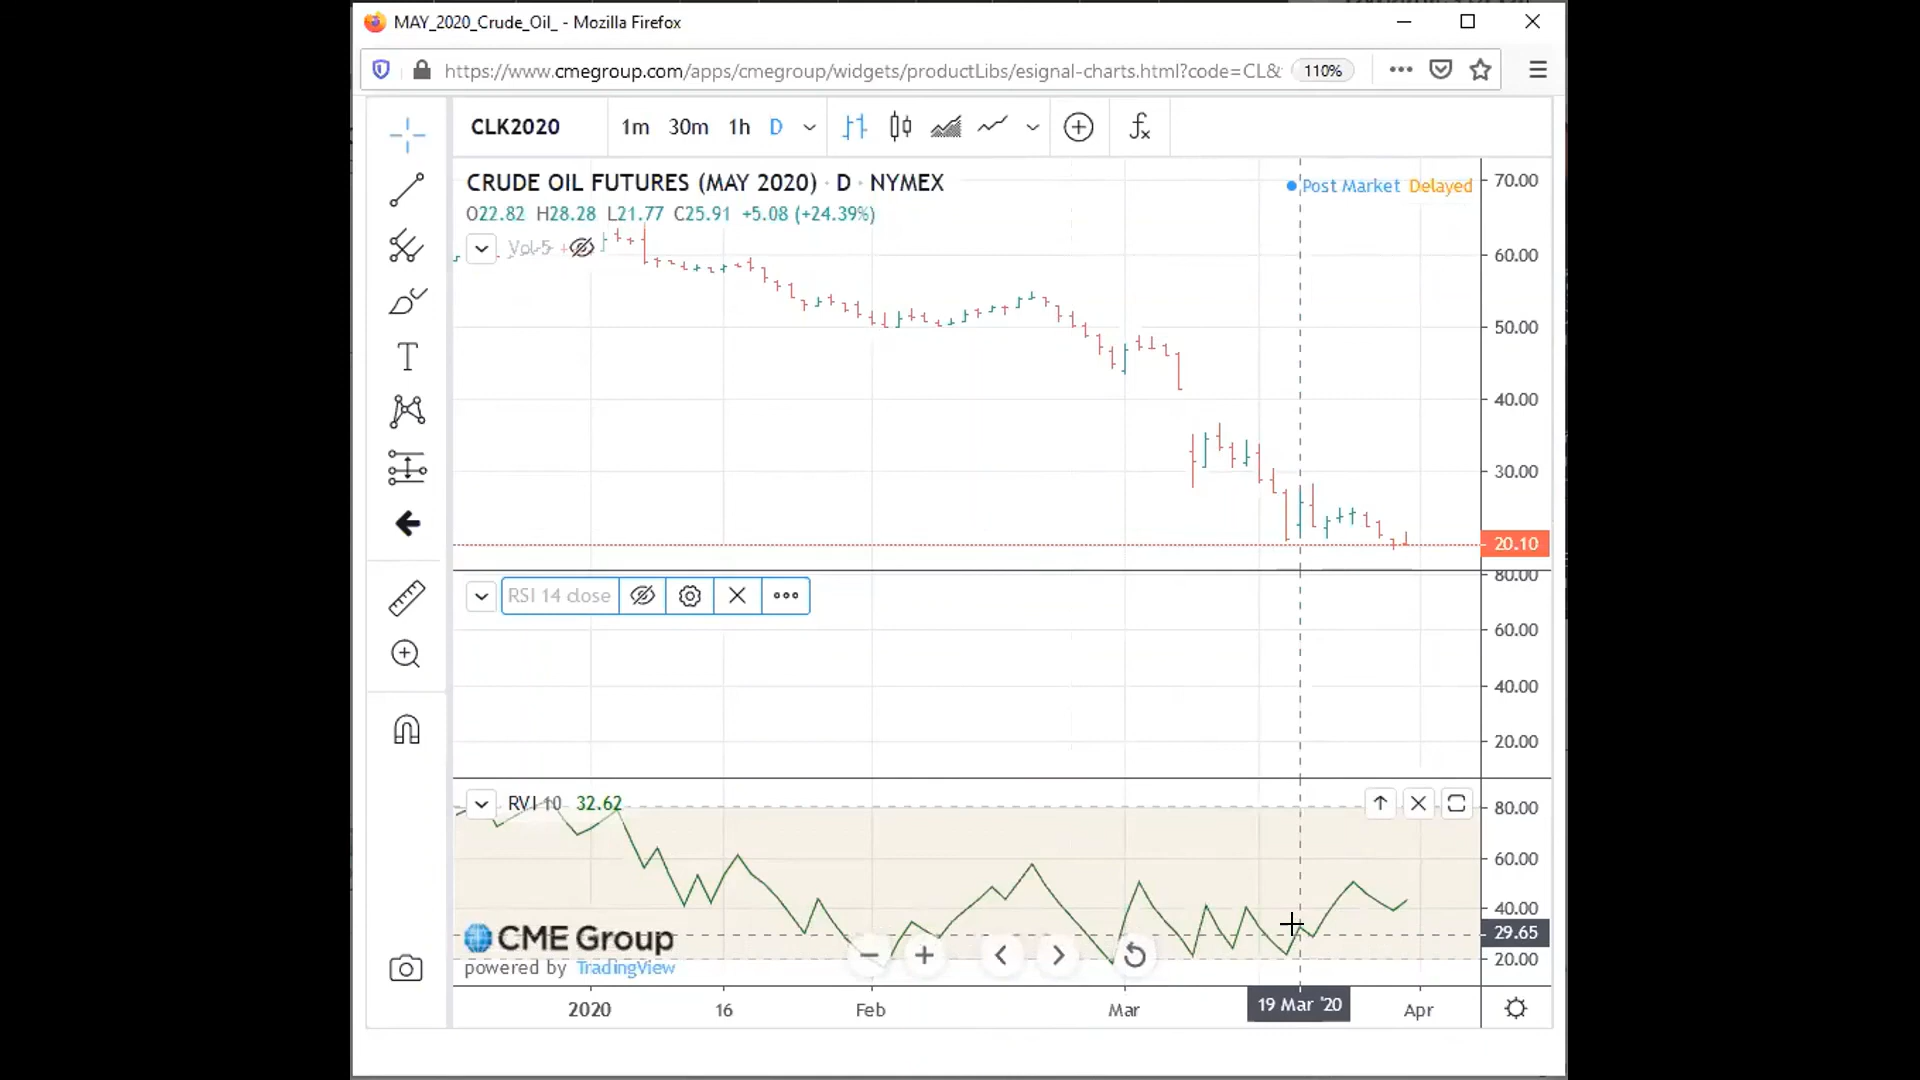 MAY_2020_Crude_Oil_ - Mozilla Firefox
https://www.cmegroup.com/apps/cmegroup/widgets/productLibs/esignal-charts.html?code=CL&
110%
CLK2020 1m 30m 1h D
CRUDE OIL FUTURES (MAY 2020) · D · NYMEX
Post Market Delayed
O22.82 H28.28 L21.77 C25.91 +5.08 (+24.39%)
Vol 5
70.00
60.00
50.00
40.00
30.00
20.10
RSI 14 close
80.00
60.00
40.00
20.00
RVI 10 32.62
80.00
60.00
40.00
29.65
20.00
CME Group
powered by TradingView
2020 16 Feb Mar 19 Mar '20 Apr